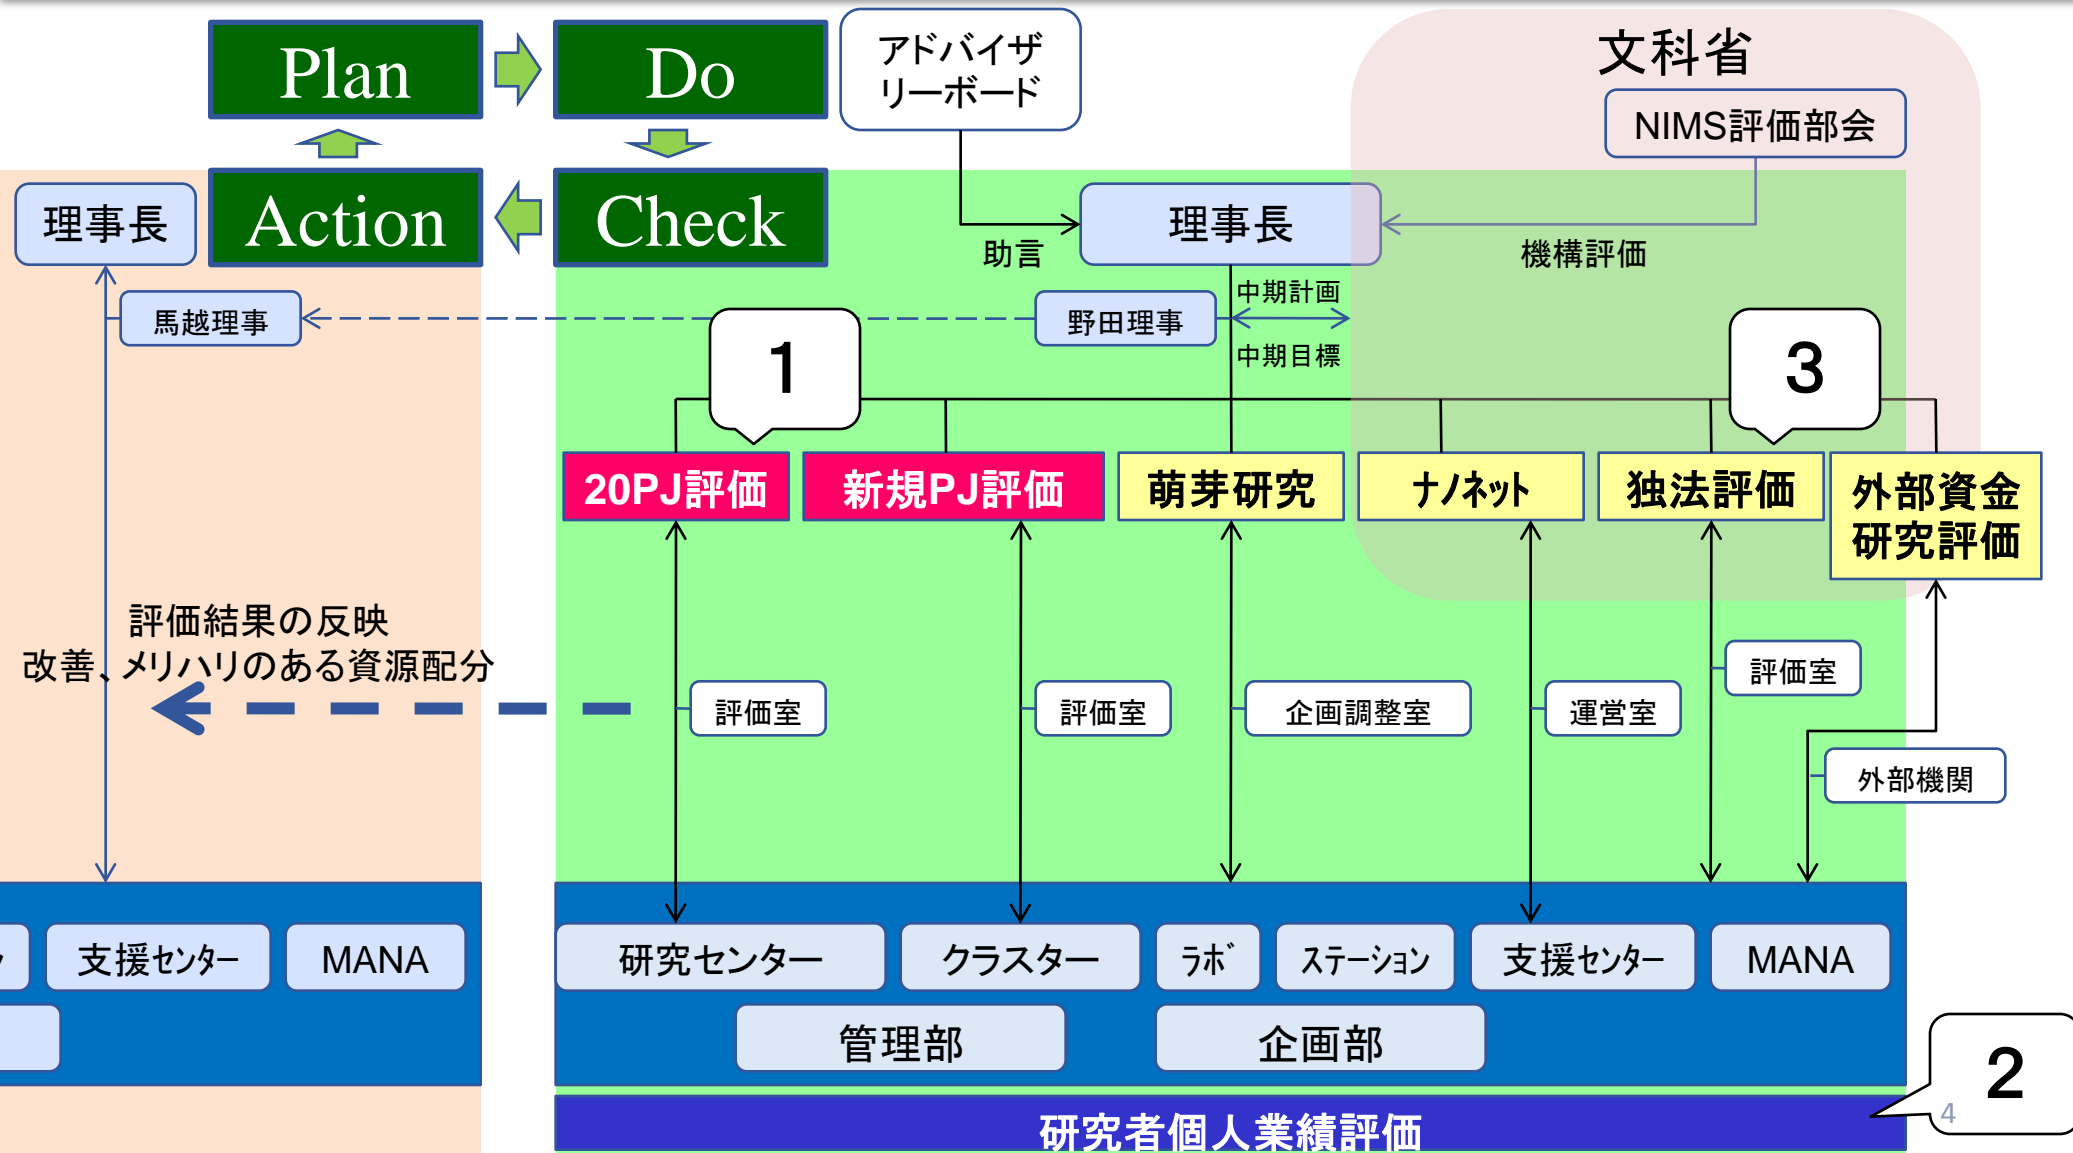 Plan
Do
アドバイザ
リーボード
文科省
NIMS評価部会
理事長
Action
Check
理事長
助言
機構評価
馬越理事
野田理事
中期計画
中期目標
1
3
20PJ評価
新規PJ評価
萌芽研究
ナノネット
独法評価
外部資金
研究評価
評価結果の反映
改善、メリハリのある資源配分
評価室
評価室
企画調整室
運営室
評価室
外部機関
支援センター
MANA
研究センター
クラスター
ラボ
ステーション
支援センター
MANA
管理部
企画部
2
4
研究者個人業績評価